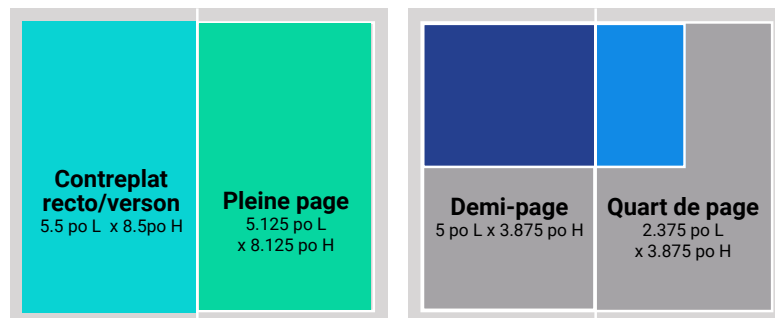 Contreplat
recto/verson
5.5 po L x 8.5po H
Pleine page
5.125 po L
x 8.125 po H
Demi-page
5 po L x 3.875 po H
Quart de page
2.375 po L
x 3.875 po H